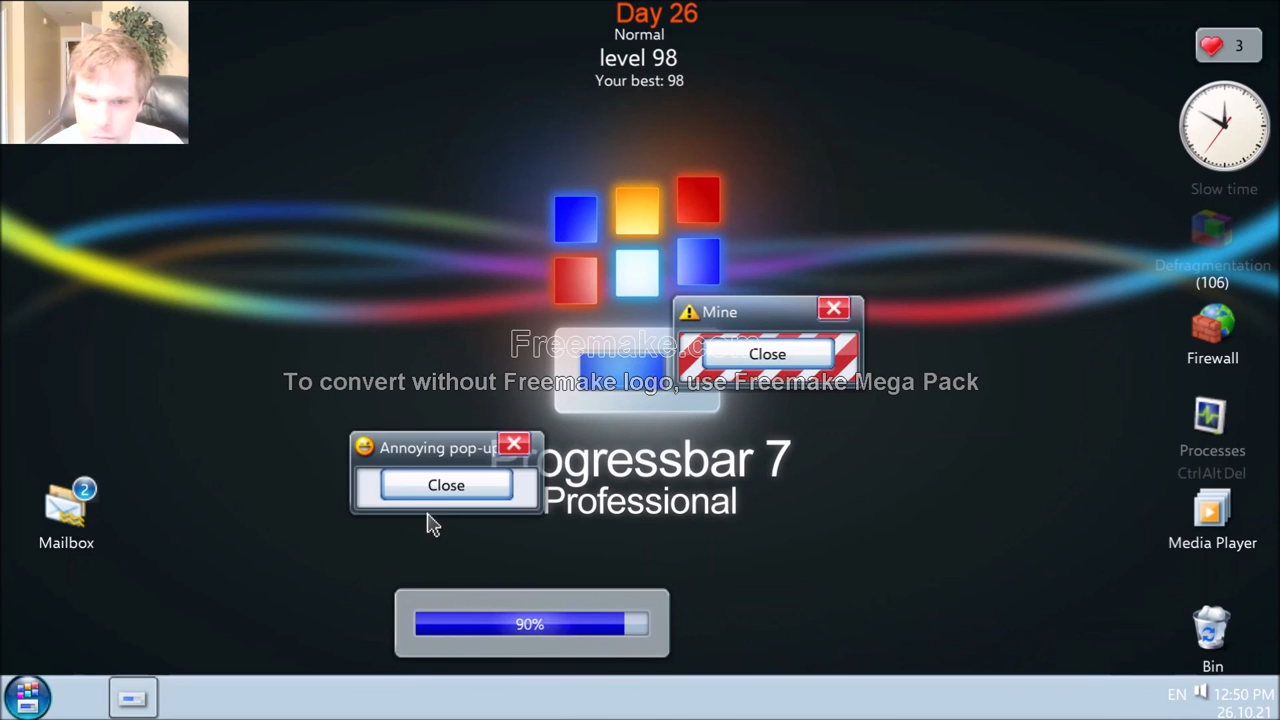 Day 26
Normal
level 98
Your best: 98
3
Slow time
Defragmentation
(106)
Mine
Close
Firewall
Freemake.com
To convert without Freemake logo, use Freemake Mega Pack
Annoying pop-up
Close
Progressbar 7
Professional
Processes
CtrlAltDel
2
Mailbox
Media Player
90%
Bin
EN
12:50 PM
26.10.21